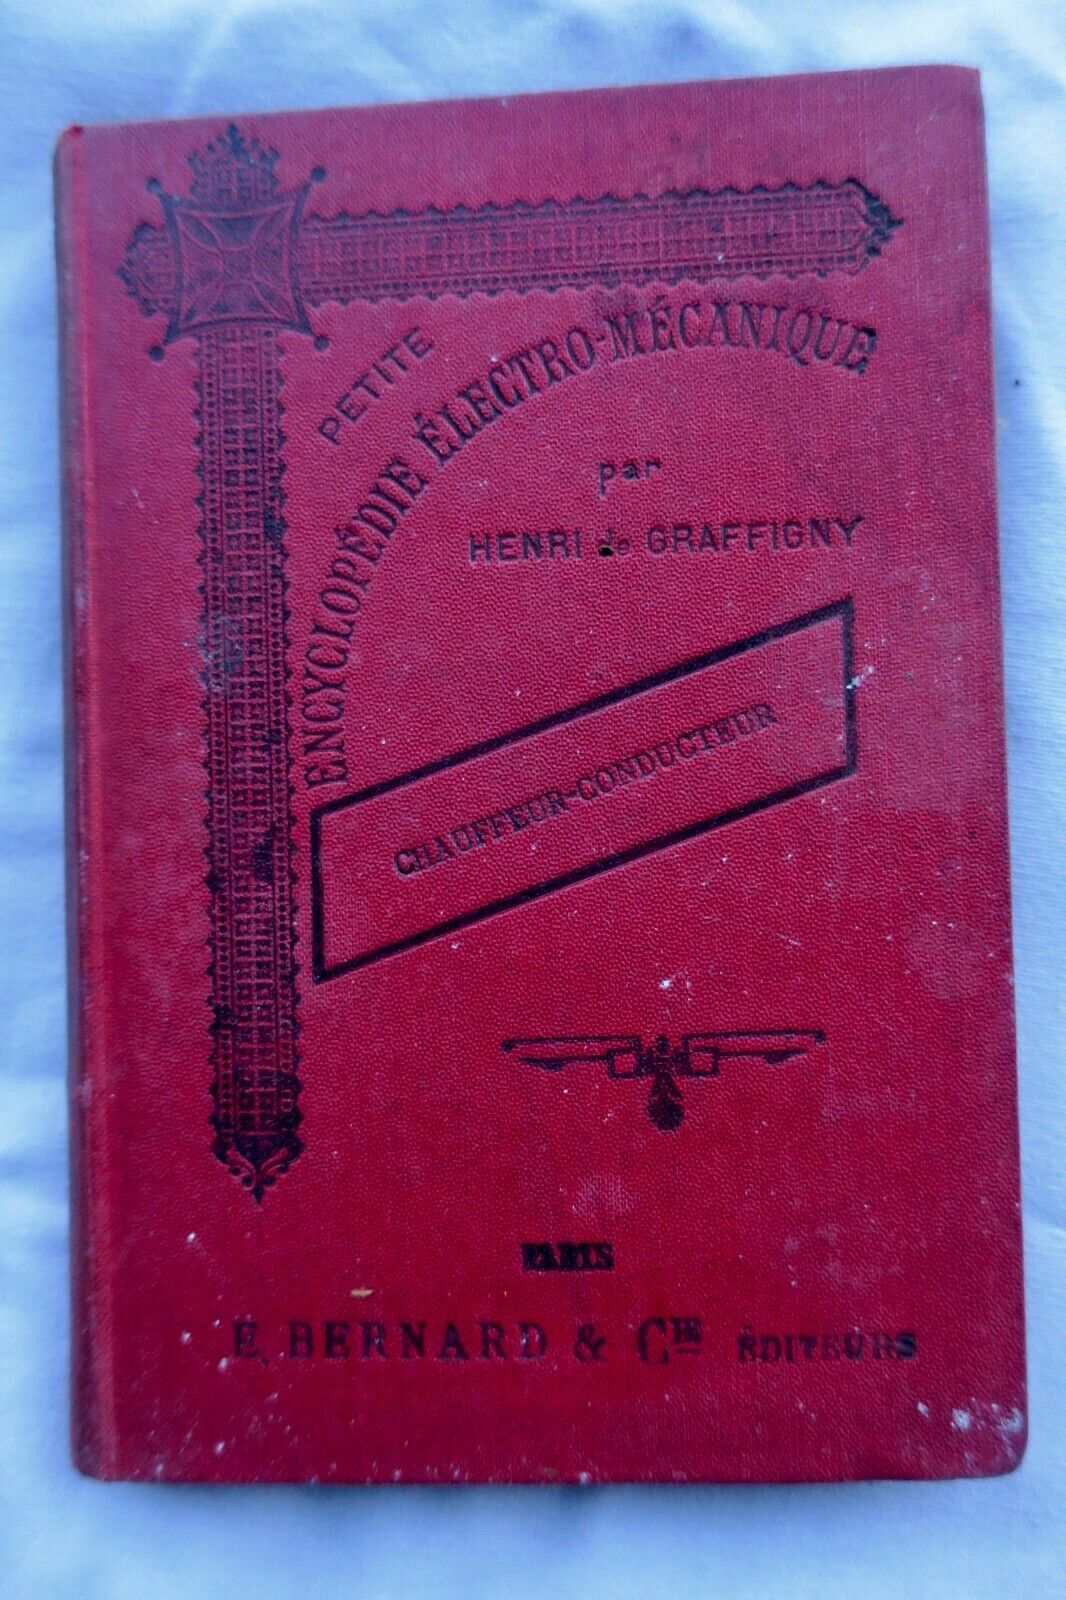 PETITE
ENCYCLOPÉDIE ÉLECTRO-MÉCANIQUE
par
HENRI de GRAFFIGNY
CHAUFFEUR-CONDUCTEUR
PARIS
E. BERNARD & Cie ÉDITEURS